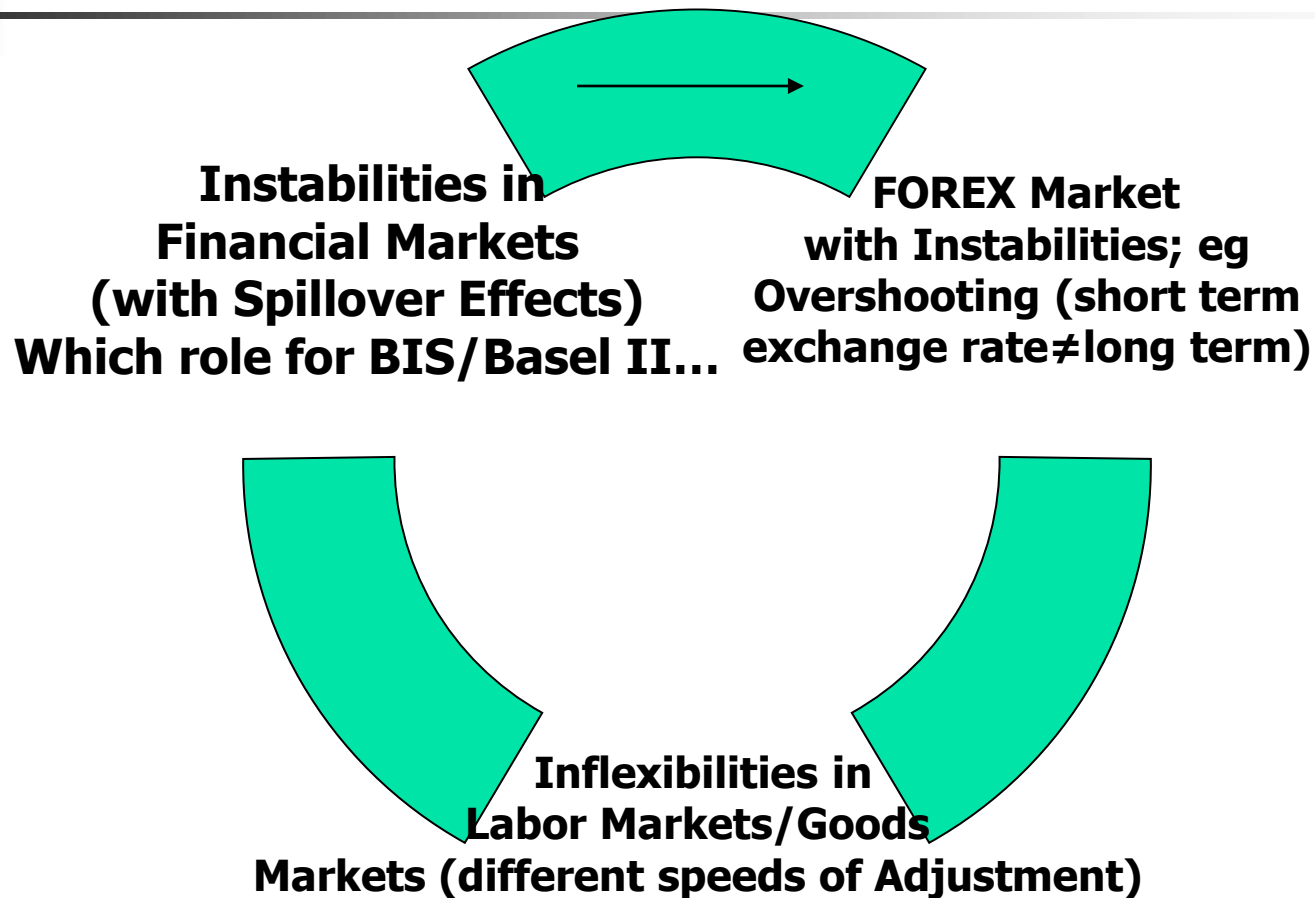 Instabilities in
Financial Markets
(with Spillover Effects)
Which role for BIS/Basel II...
FOREX Market
with Instabilities; eg
Overshooting (short term
exchange rate≠long term)
Inflexibilities in
Labor Markets/Goods
Markets (different speeds of Adjustment)